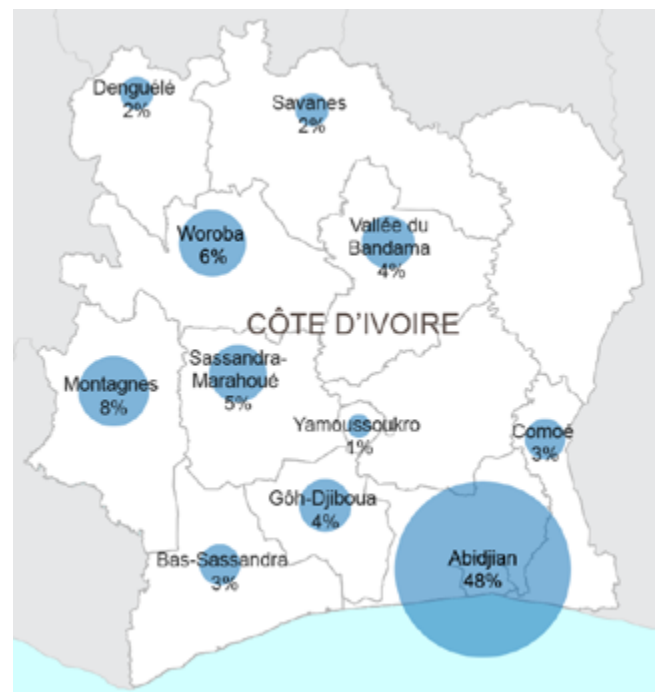 Denguélé
2%
Savanes
2%
Woroba
6%
Vallée du
Bandama
4%
CÔTE D'IVOIRE
Sassandra-
Marahoué
5%
Montagnes
8%
Yamoussoukro
1%
Comoé
3%
Gôh-Djiboua
4%
Bas-Sassandra
3%
Abidjian
48%